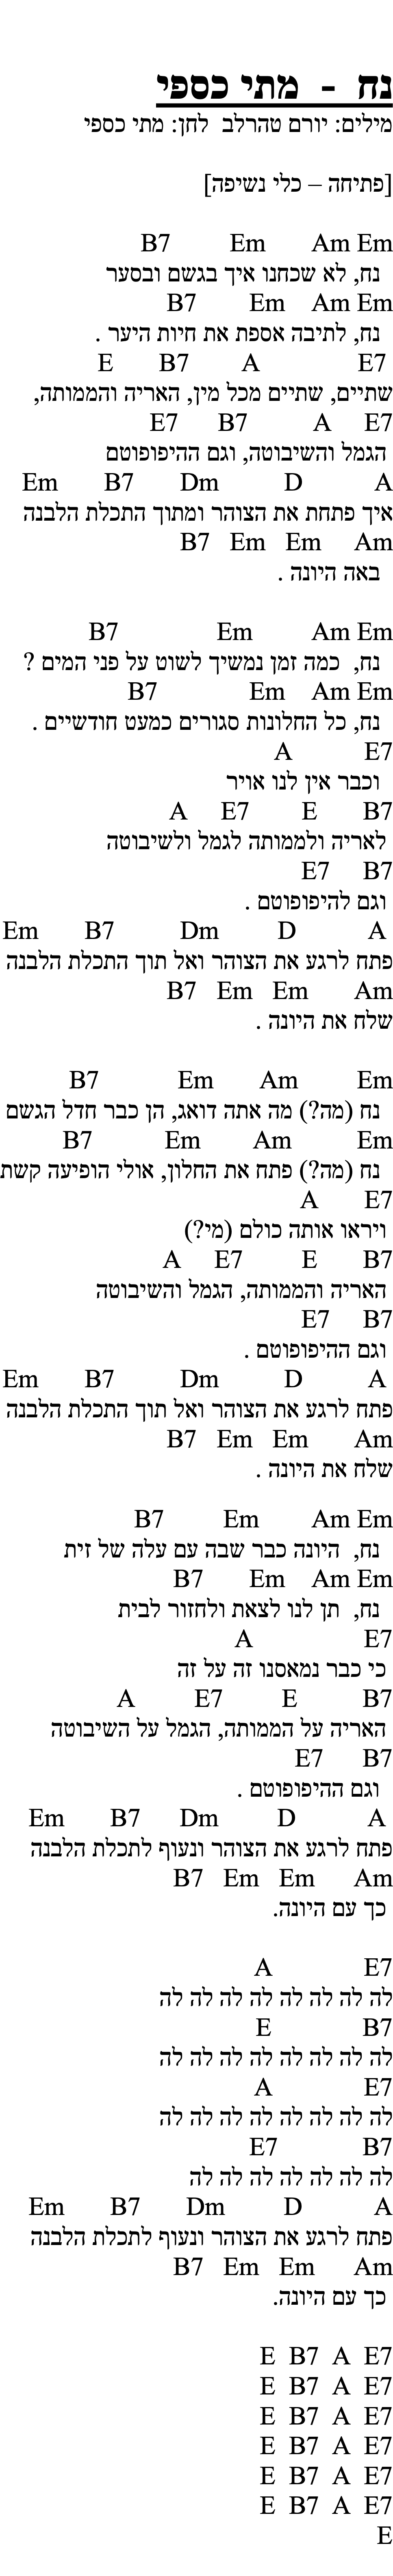 נח - מתי כספי
מילים: יורם טהרלב לחן: מתי כספי
[פתיחה – כלי נשיפה]
B7 Em Am Em
נח, לא שכחנו איך בגשם ובסער
B7 Em Am Em
נח, לתיבה אספת את חיות היער .
E B7 A E7
שתיים, שתיים מכל מין, האריה והממותה,
E7 B7 A E7
הגמל והשיבוטה, וגם ההיפופוטם
Em B7 Dm D A
איך פתחת את הצוהר ומתוך התכלת הלבנה
B7 Em Em Am
באה היונה .
B7 Em Am Em
נח, כמה זמן נמשיך לשוט על פני המים ?
B7 Em Am Em
נח, כל החלונות סגורים כמעט חודשיים .
A E7
וכבר אין לנו אויר
A E7 E B7
לאריה ולממותה לגמל ולשיבוטה
E7 B7
וגם להיפופוטם .
Em B7 Dm D A
פתח לרגע את הצוהר ואל תוך התכלת הלבנה
B7 Em Em Am
שלח את היונה .
B7 Em Am Em
נח (מה?) מה אתה דואג, הן כבר חדל הגשם
B7 Em Am Em
נח (מה?) פתח את החלון, אולי הופיעה קשת
A E7
ויראו אותה כולם (מי?)
A E7 E B7
האריה והממותה, הגמל והשיבוטה
E7 B7
וגם ההיפופוטם .
Em B7 Dm D A
פתח לרגע את הצוהר ואל תוך התכלת הלבנה
B7 Em Em Am
שלח את היונה .
B7 Em Am Em
נח, היונה כבר שבה עם עלה של זית
B7 Em Am Em
נח, תן לנו לצאת ולחזור לבית
A E7
כי כבר נמאסנו זה על זה
A E7 E B7
האריה על הממותה, הגמל על השיבוטה
E7 B7
וגם ההיפופוטם .
Em B7 Dm D A
פתח לרגע את הצוהר ונעוף לתכלת הלבנה
B7 Em Em Am
כך עם היונה.
A E7
לה לה לה לה לה לה לה לה
E B7
לה לה לה לה לה לה לה לה
A E7
לה לה לה לה לה לה לה לה
E7 B7
לה לה לה לה לה לה לה
Em B7 Dm D A
פתח לרגע את הצוהר ונעוף לתכלת הלבנה
B7 Em Em Am
כך עם היונה.
E B7 A E7
E B7 A E7
E B7 A E7
E B7 A E7
E B7 A E7
E B7 A E7
E